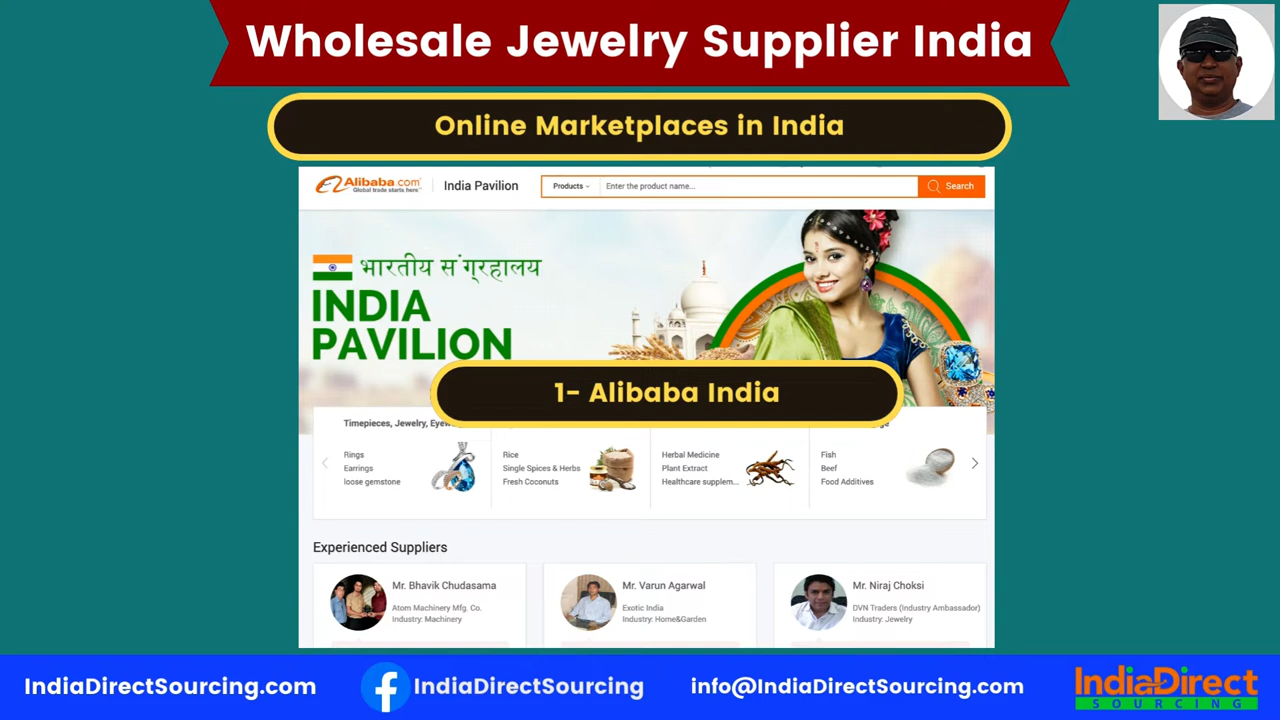 Wholesale Jewelry Supplier India
Online Marketplaces in India
Alibaba.com
Global trade starts here
India Pavilion
Products
Enter the product name...
Search
भारतीय संग्रहालय
INDIA
PAVILION
1- Alibaba India
Timepieces, Jewelry, Eyew
Rings
Earrings
loose gemstone
Rice
Single Spices & Herbs
Fresh Coconuts
Herbal Medicine
Plant Extract
Healthcare supplem...
Fish
Beef
Food Additives
Experienced Suppliers
Mr. Bhavik Chudasama
Atom Machinery Mfg. Co.
Industry: Machinery
Mr. Varun Agarwal
Exotic India
Industry: Home&Garden
Mr. Niraj Choksi
DVN Traders (Industry Ambassador)
Industry: Jewelry
IndiaDirectSourcing.com
IndiaDirectSourcing
info@IndiaDirectSourcing.com
IndiaDirect
SOURCING